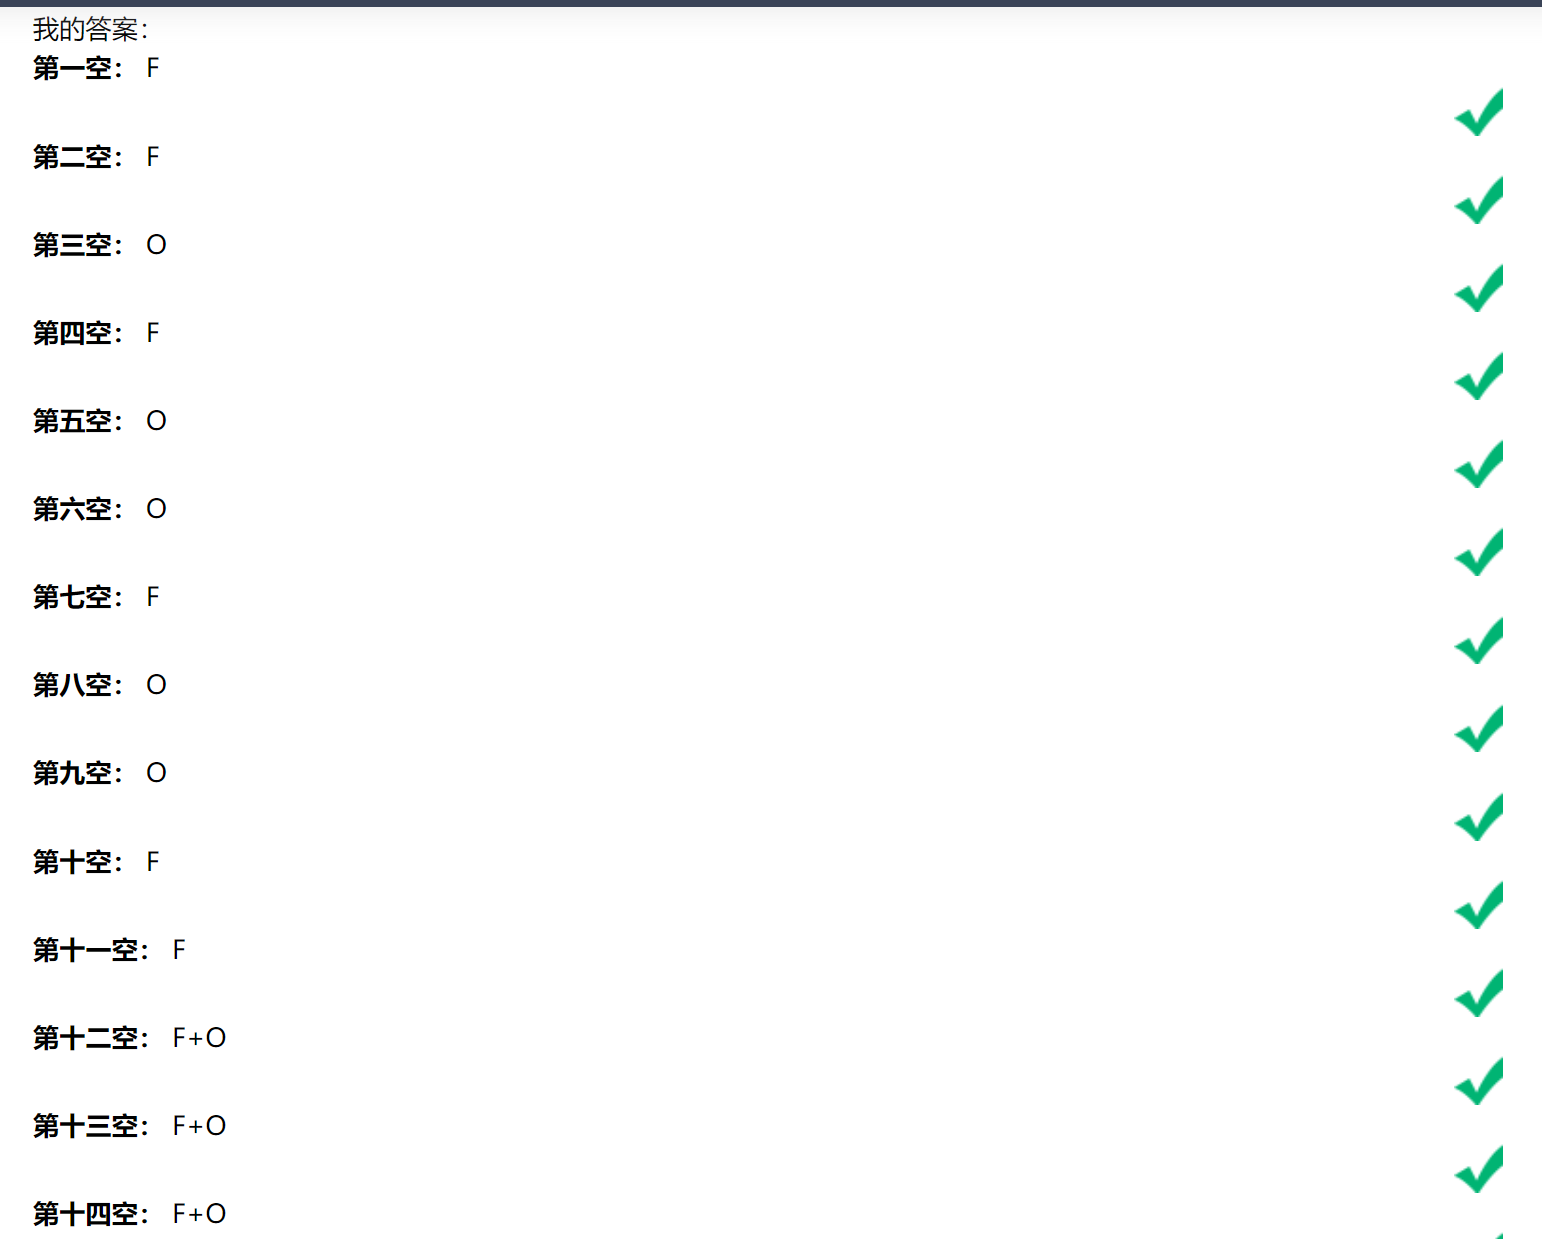 我的答案：
第一空： F
第二空： F
第三空： O
第四空： F
第五空： O
第六空： O
第七空： F
第八空： O
第九空： O
第十空： F
第十一空： F
第十二空： F+O
第十三空： F+O
第十四空： F+O